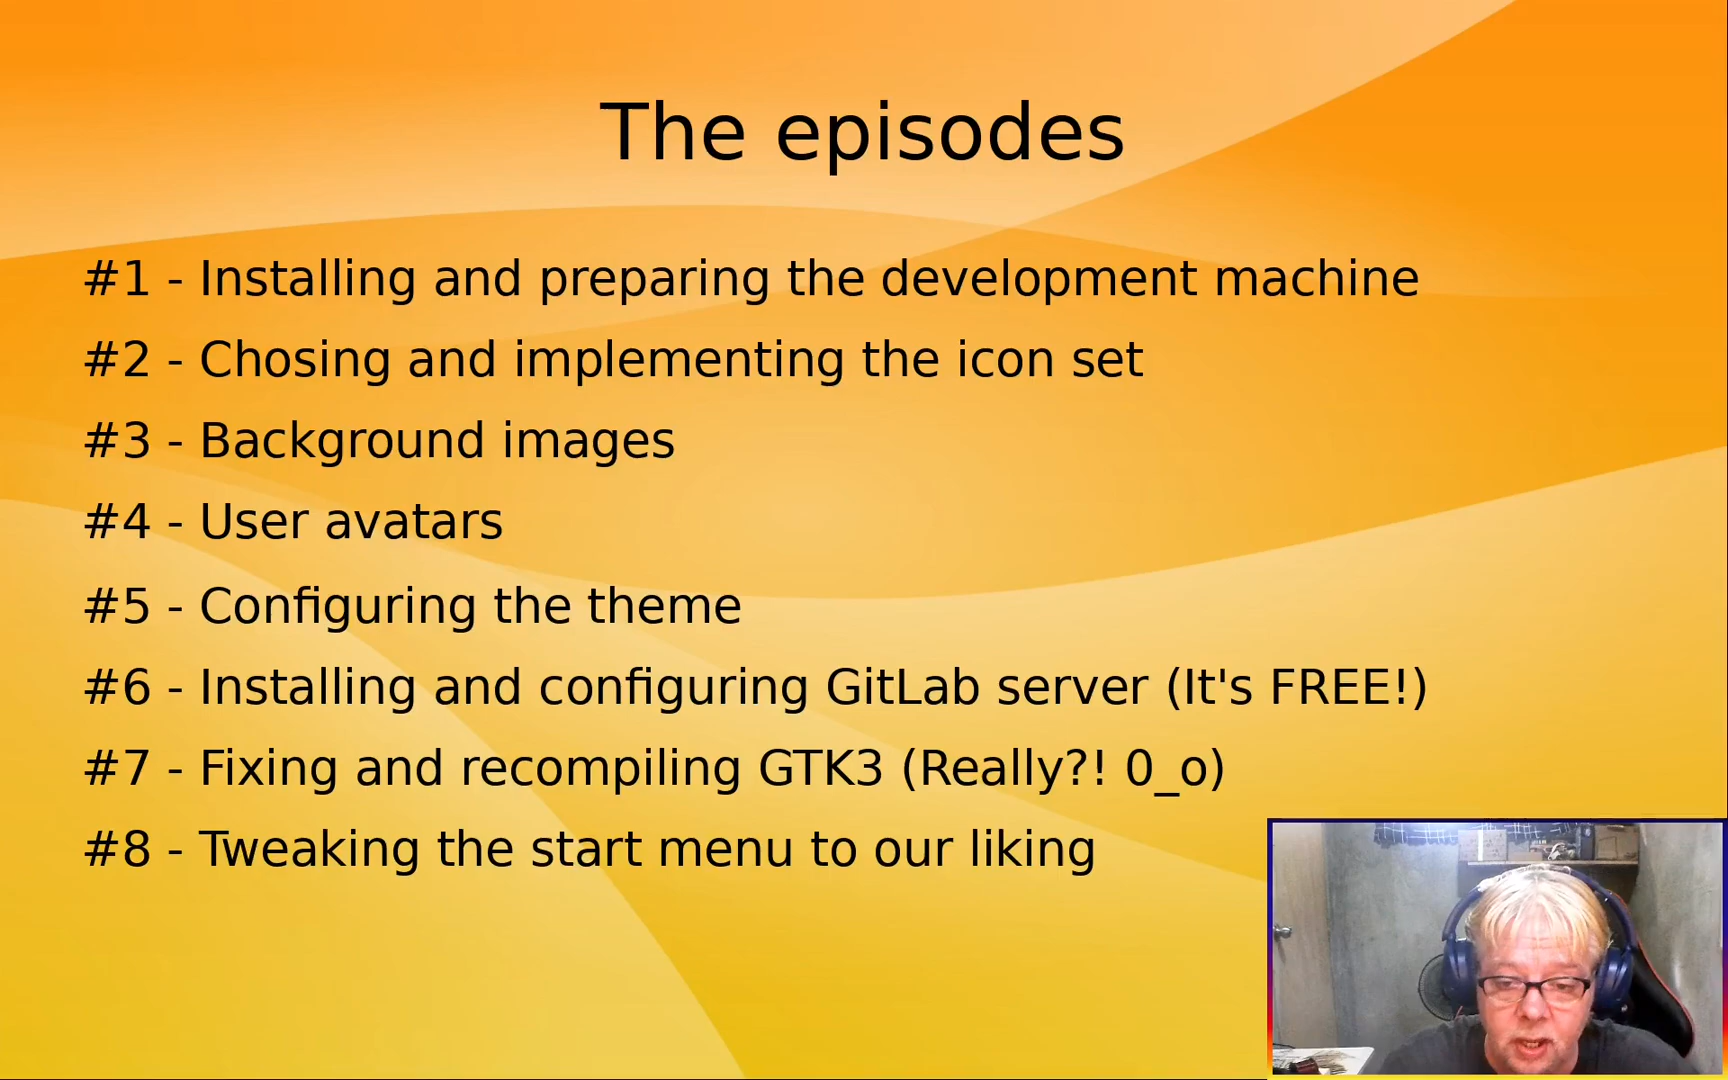 The episodes
#1 - Installing and preparing the development machine
#2 - Chosing and implementing the icon set
#3 - Background images
#4 - User avatars
#5 - Configuring the theme
#6 - Installing and configuring GitLab server (It's FREE!)
#7 - Fixing and recompiling GTK3 (Really?! 0_o)
#8 - Tweaking the start menu to our liking